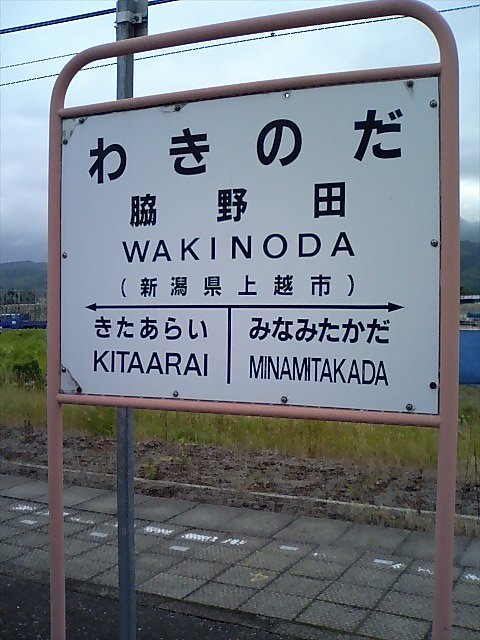 わきのだ
脇野田
WAKINODA
(新潟県上越市)
きたあらい みなみたかだ
KITAARAI MINAMITAKADA